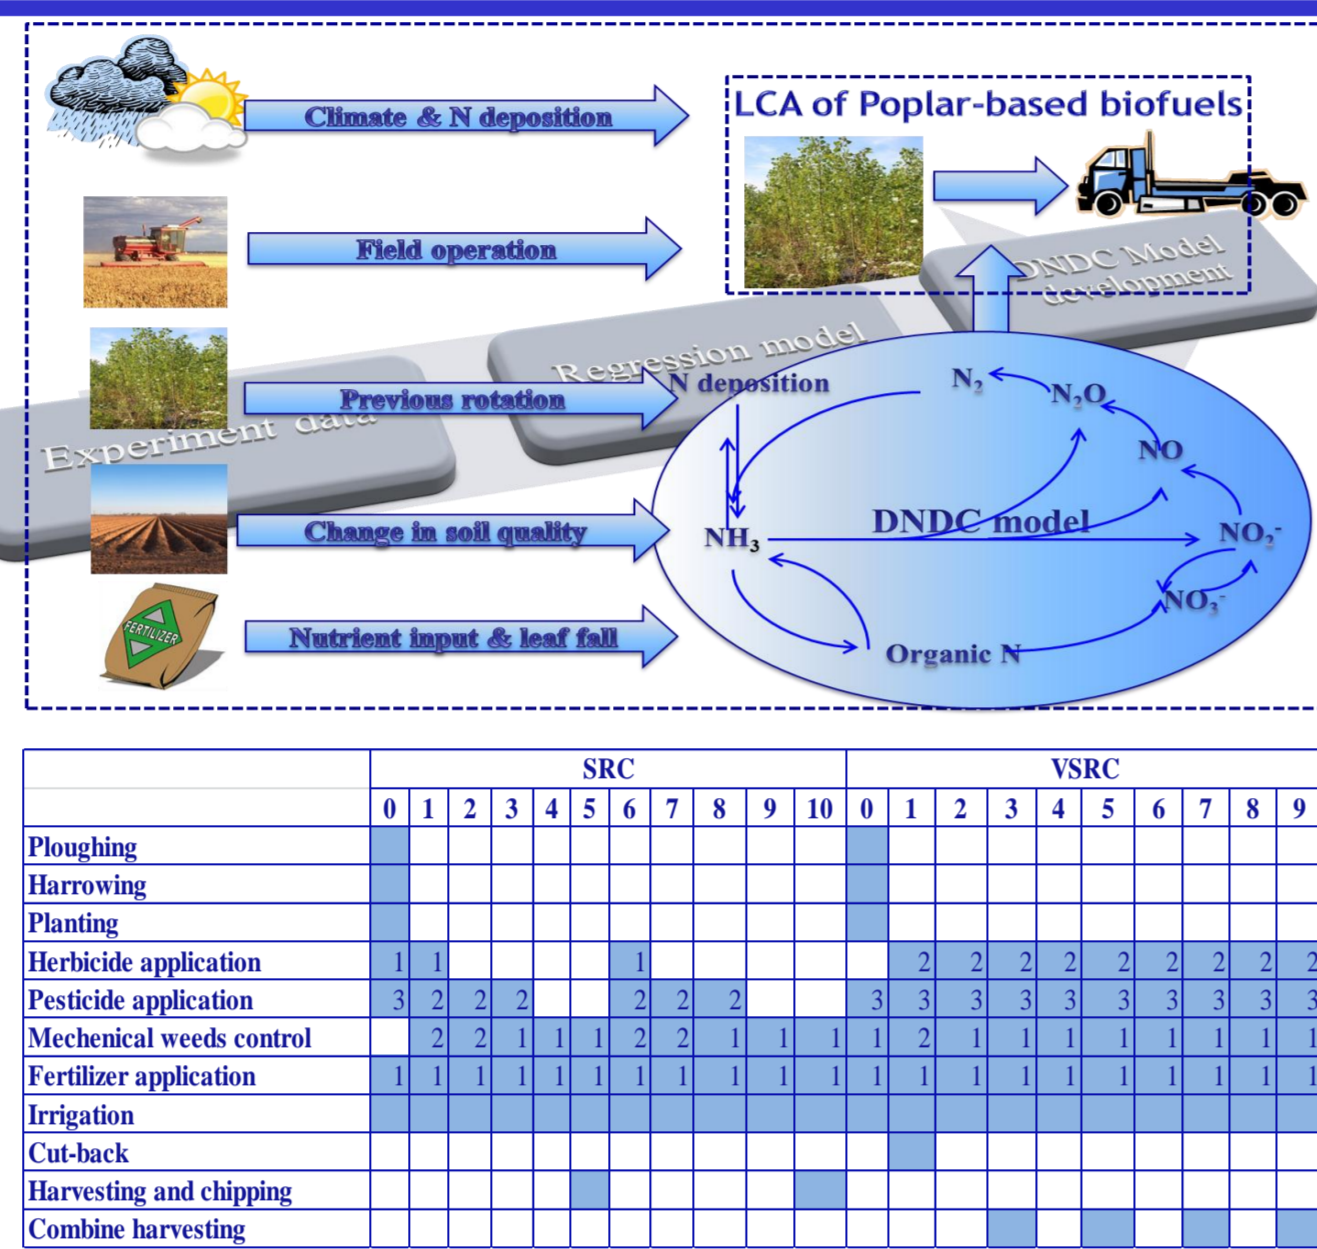 Climate & N deposition
LCA of Poplar-based biofuels
Field operation
DNDC Model
development
Regression model
Previous rotation
Experiment data
N deposition
N₂
N₂O
NO
Change in soil quality
DNDC model
NH₃
NO₂⁻
NO₃⁻
FERTILIZER
Nutrient input & leaf fall
Organic N
SRC VSRC
0 1 2 3 4 5 6 7 8 9 10 0 1 2 3 4 5 6 7 8 9
Ploughing
Harrowing
Planting
Herbicide application 1 1 1 2 2 2 2 2 2 2 2 2
Pesticide application 3 2 2 2 2 2 2 3 3 3 3 3 3 3 3 3 3
Mechenical weeds control 2 2 1 1 1 2 2 1 1 1 1 2 1 1 1 1 1 1 1 1
Fertilizer application 1 1 1 1 1 1 1 1 1 1 1 1 1 1 1 1 1 1 1 1 1
Irrigation
Cut-back
Harvesting and chipping
Combine harvesting